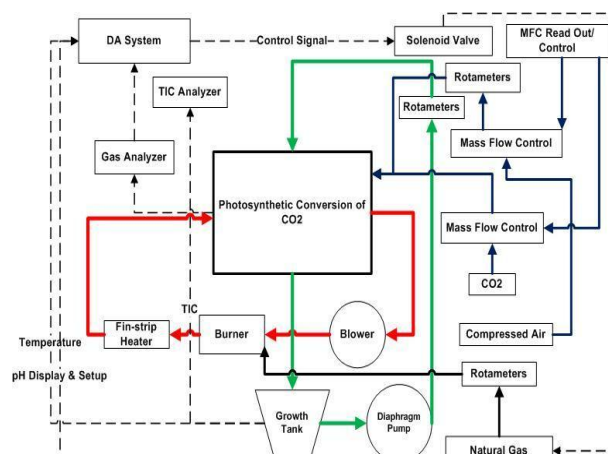 DA System
Control Signal
Solenoid Valve
MFC Read Out/
Control
TIC Analyzer
Rotameters
Rotameters
Mass Flow Control
Gas Analyzer
Photosynthetic Conversion of
CO2
Mass Flow Control
CO2
TIC
Fin-strip
Heater
Burner
Blower
Compressed Air
Temperature
pH Display & Setup
Rotameters
Growth
Tank
Diaphragm
Pump
Natural Gas